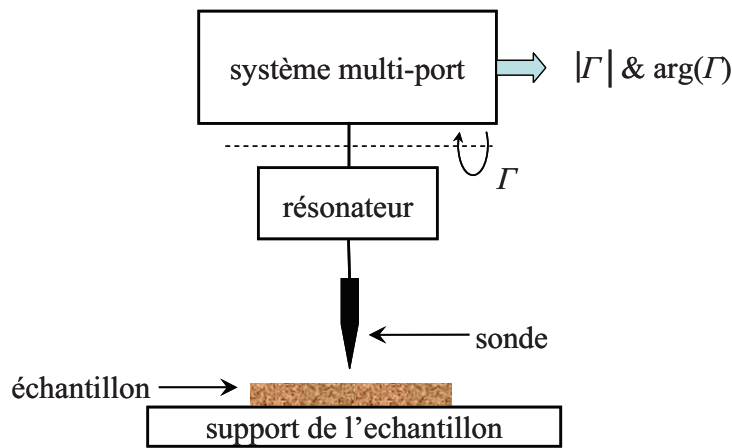 système multi-port
|Γ| & arg(Γ)
Γ
résonateur
sonde
échantillon
support de l’echantillon